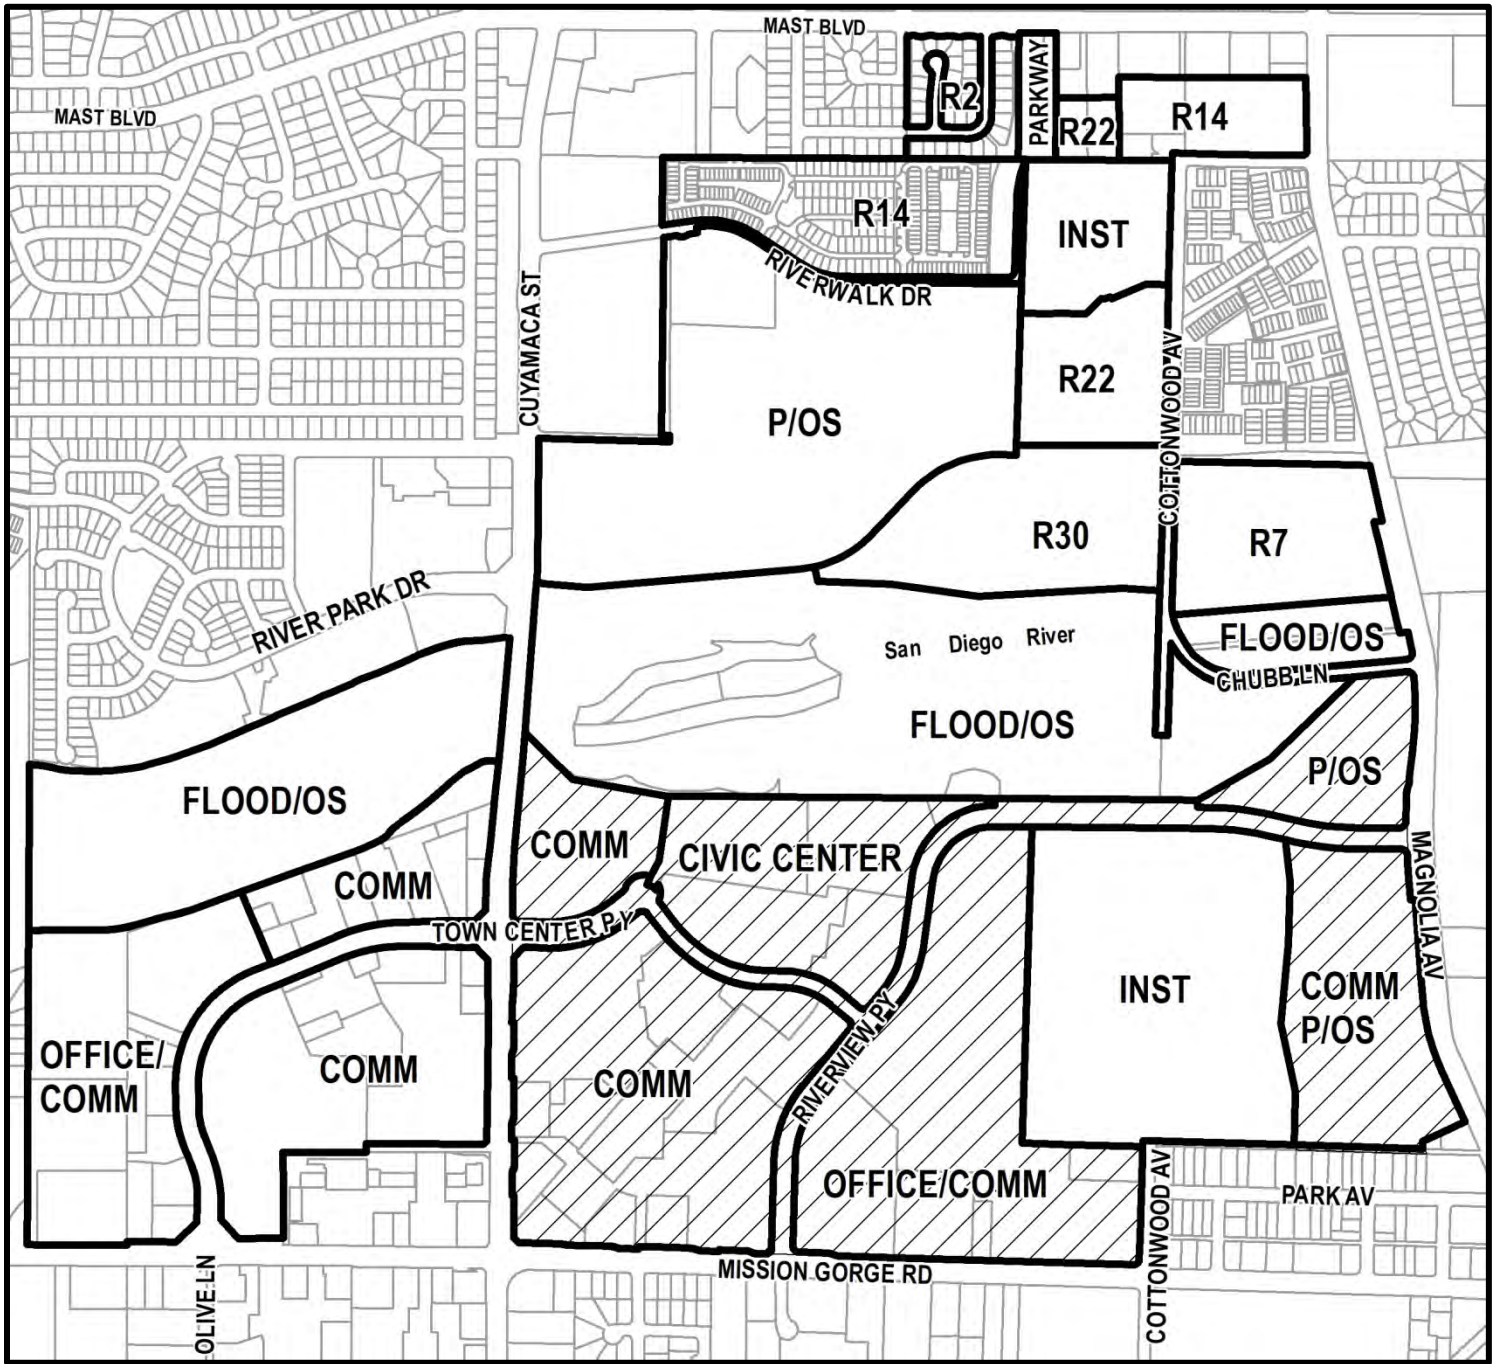 MAST BLVD
MAST BLVD
R2
PARKWAY
R22
R14
R14
INST
RIVERWALK DR
CUYAMACA ST
R22
COTTONWOOD AV
P/OS
R30
R7
RIVER PARK DR
San Diego River
FLOOD/OS
CHUBB LN
FLOOD/OS
P/OS
FLOOD/OS
COMM
CIVIC CENTER
COMM
TOWN CENTER PY
MAGNOLIA AV
INST
COMM
P/OS
RIVERVIEW PY
OFFICE/
COMM
COMM
COMM
OFFICE/COMM
PARK AV
COTTONWOOD AV
MISSION GORGE RD
OLIVE LN